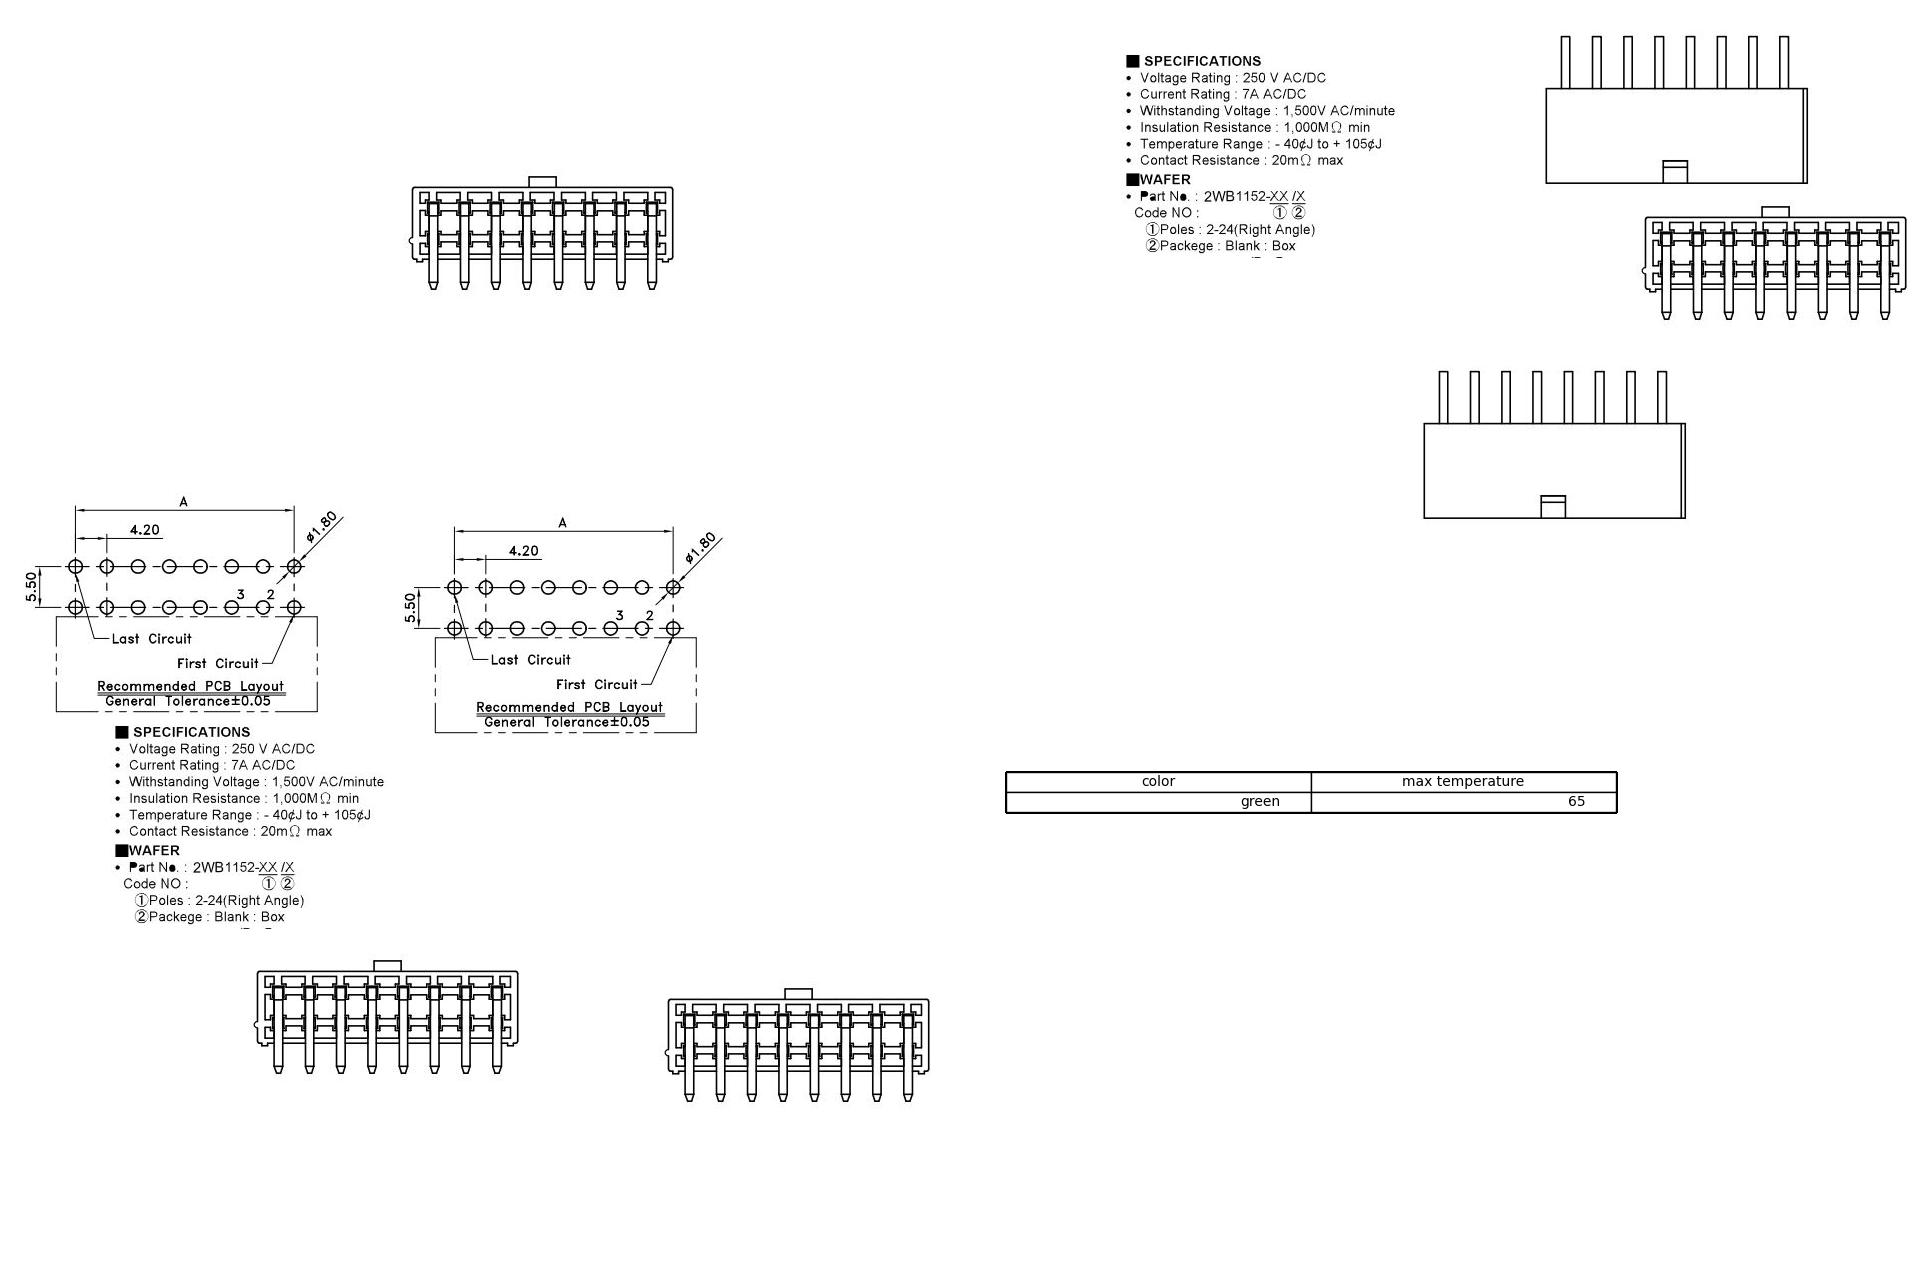 ■ SPECIFICATIONS
• Voltage Rating : 250 V AC/DC
• Current Rating : 7A AC/DC
• Withstanding Voltage : 1,500V AC/minute
• Insulation Resistance : 1,000MΩ min
• Temperature Range : - 40¢J to + 105¢J
• Contact Resistance : 20mΩ max
■WAFER
• Part No. : 2WB1152-XX /X
Code NO : ① ②
①Poles : 2-24(Right Angle)
②Packege : Blank : Box
A
4.20
ø1.80
5.50
3 2
Last Circuit
First Circuit
Recommended PCB Layout
General Tolerance±0.05
A
4.20
ø1.80
5.50
3 2
Last Circuit
First Circuit
Recommended PCB Layout
General Tolerance±0.05
■ SPECIFICATIONS
• Voltage Rating : 250 V AC/DC
• Current Rating : 7A AC/DC
• Withstanding Voltage : 1,500V AC/minute
• Insulation Resistance : 1,000MΩ min
• Temperature Range : - 40¢J to + 105¢J
• Contact Resistance : 20mΩ max
■WAFER
• Part No. : 2WB1152-XX /X
Code NO : ① ②
①Poles : 2-24(Right Angle)
②Packege : Blank : Box
color max temperature
green 65